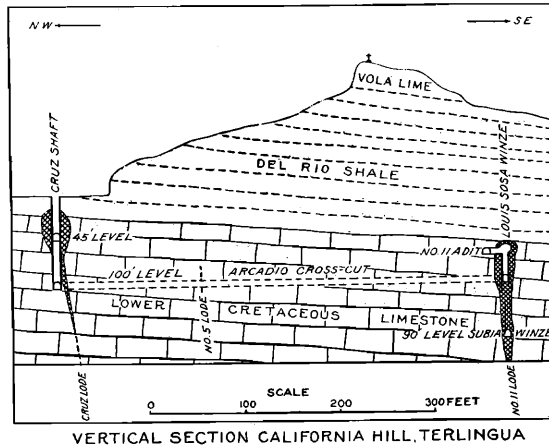 NW
SE
VOLA LIME
DEL RIO SHALE
CRUZ SHAFT
LOUIS SOSA WINZE
45' LEVEL
NO.11 ADIT
100' LEVEL
ARCADIO CROSS-CUT
LOWER CRETACEOUS LIMESTONE
NO.5 LODE
90' LEVEL SUBIA WINZE
CRUZ LODE
NO.11 LODE
SCALE
0 100 200 300 FEET
VERTICAL SECTION CALIFORNIA HILL, TERLINGUA